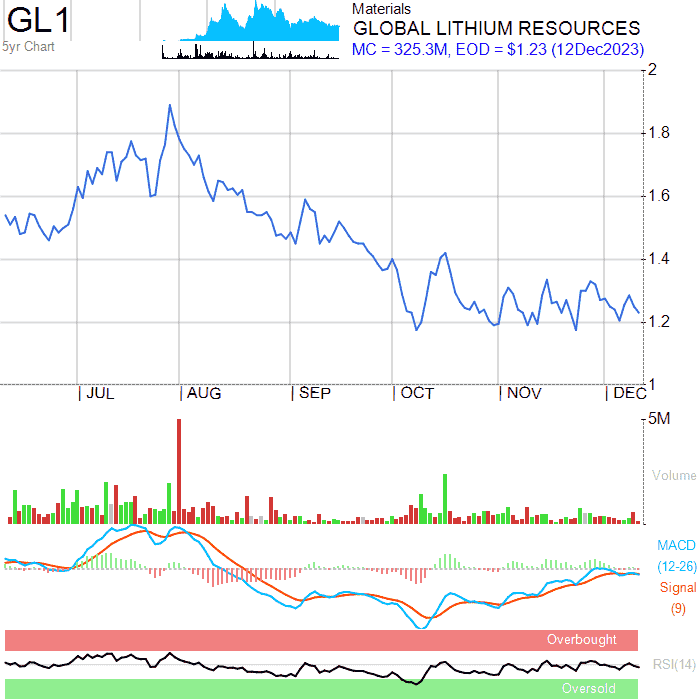 GL1
5yr Chart
Materials
GLOBAL LITHIUM RESOURCES
MC = 325.3M, EOD = $1.23 (12Dec2023)
2
1.8
1.6
1.4
1.2
1
JUL AUG SEP OCT NOV DEC
5M
Volume
MACD
(12-26)
Signal
(9)
Overbought
RSI(14)
Oversold